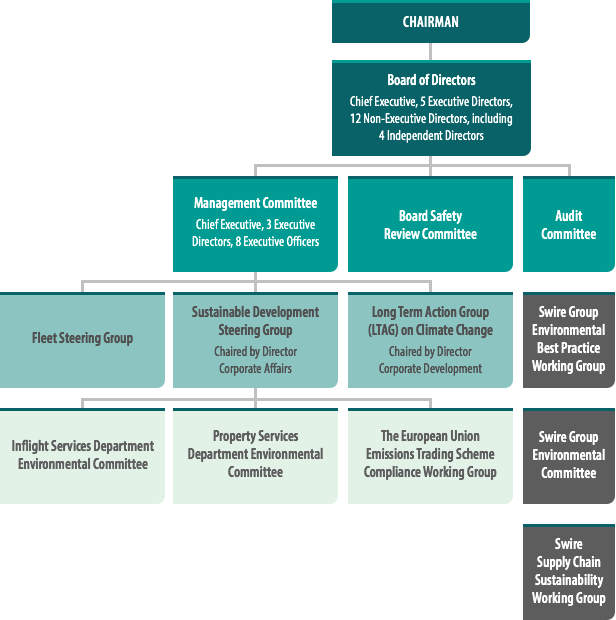 CHAIRMAN
Board of Directors
Chief Executive, 5 Executive Directors,
12 Non-Executive Directors, including
4 Independent Directors
Management Committee
Chief Executive, 3 Executive
Directors, 8 Executive Officers
Board Safety
Review Committee
Audit
Committee
Fleet Steering Group
Sustainable Development
Steering Group
Chaired by Director
Corporate Affairs
Long Term Action Group
(LTAG) on Climate Change
Chaired by Director
Corporate Development
Swire Group
Environmental
Best Practice
Working Group
Inflight Services Department
Environmental Committee
Property Services
Department Environmental
Committee
The European Union
Emissions Trading Scheme
Compliance Working Group
Swire Group
Environmental
Committee
Swire
Supply Chain
Sustainability
Working Group